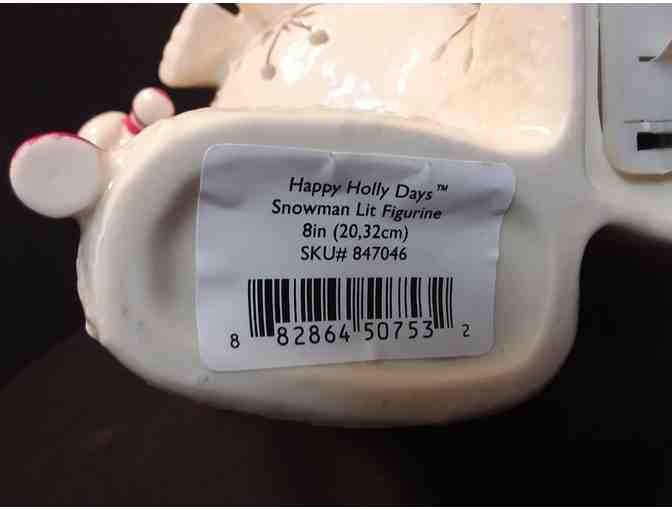 Happy Holly Days™
Snowman Lit Figurine
8in (20,32cm)
SKU# 847046
8 82864 50753 2